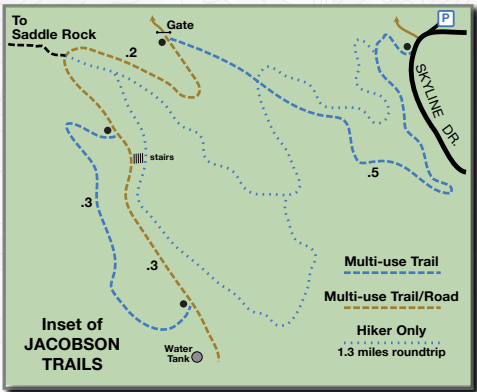 To
Saddle Rock
Gate
P
.2
SKYLINE DR.
stairs
.5
.3
.3
Multi-use Trail
Multi-use Trail/Road
Hiker Only
1.3 miles roundtrip
Inset of
JACOBSON
TRAILS
Water
Tank